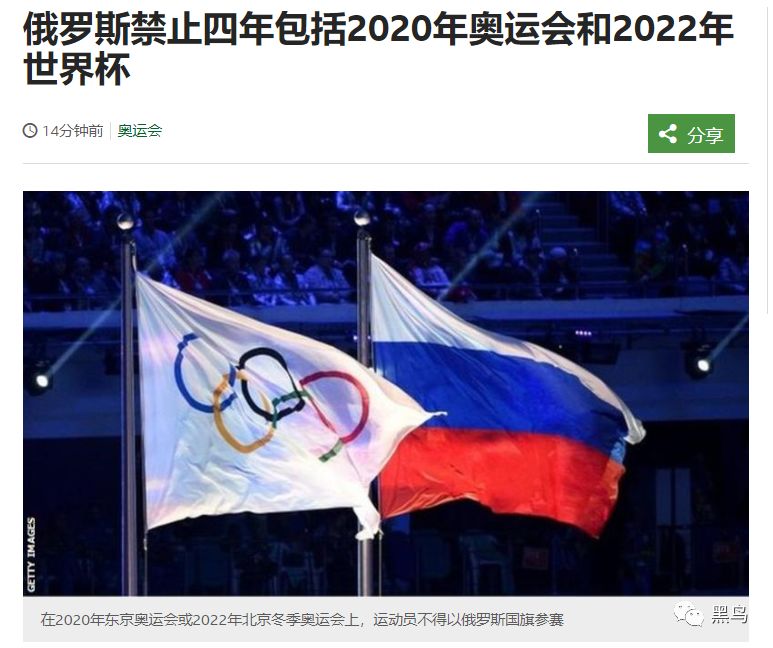 俄罗斯禁止四年包括2020年奥运会和2022年
世界杯
14分钟前 奥运会
分享
GETTY IMAGES
在2020年东京奥运会或2022年北京冬季奥运会上，运动员不得以俄罗斯国旗参赛
黑鸟